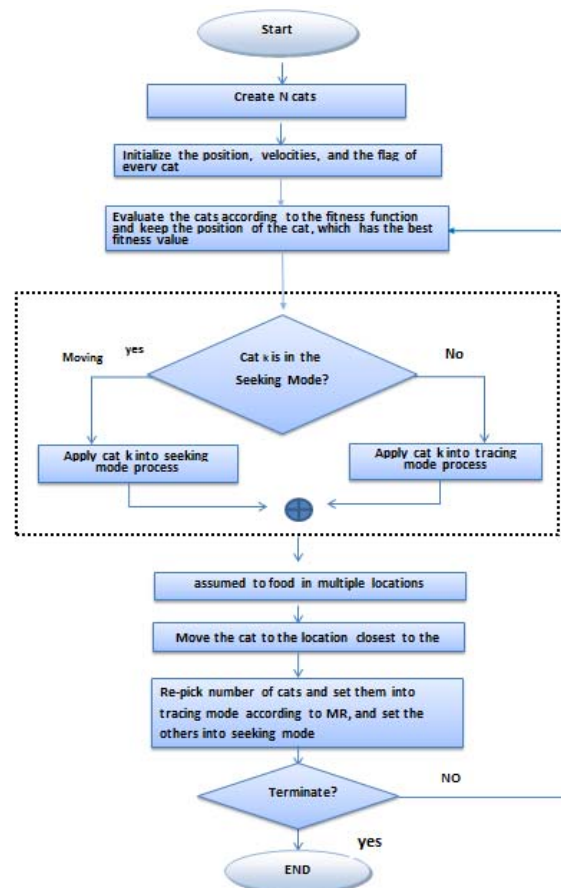 Start
Create N cats
Initialize the position, velocities, and the flag of
every cat
Evaluate the cats according to the fitness function
and keep the position of the cat, which has the best
fitness value
Cat k is in the
Seeking Mode?
Moving
yes
No
Apply cat k into seeking
mode process
Apply cat k into tracing
mode process
assumed to food in multiple locations
Move the cat to the location closest to the
Re-pick number of cats and set them into
tracing mode according to MR, and set the
others into seeking mode
Terminate?
NO
yes
END